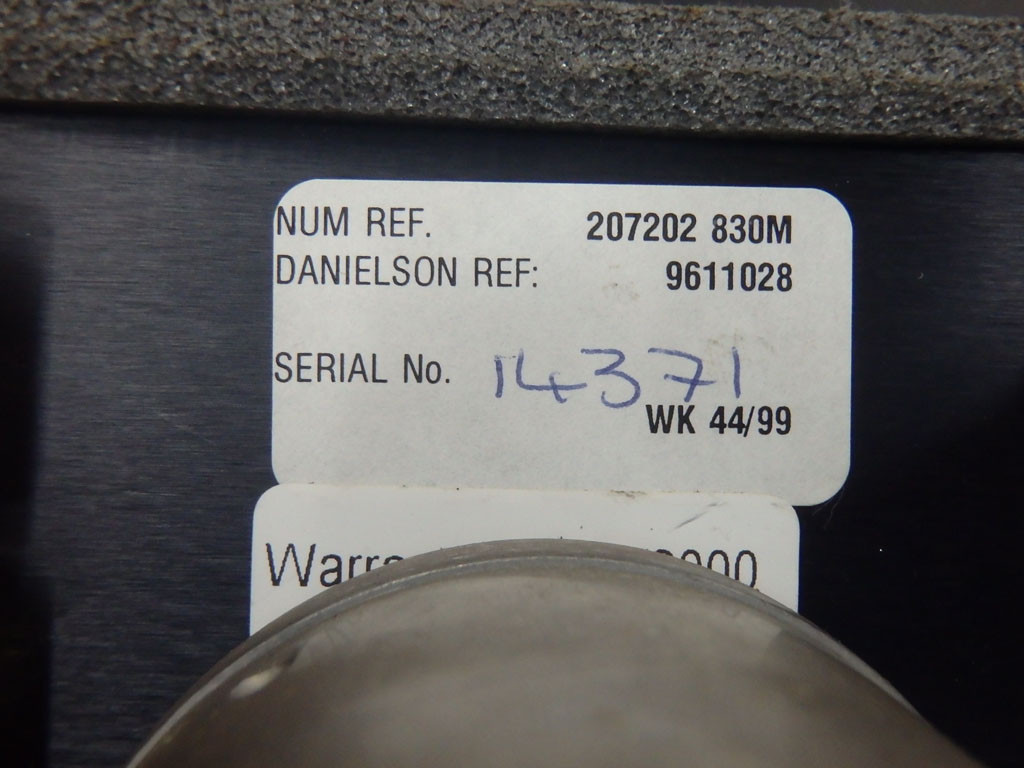 NUM REF. 207202 830M
DANIELSON REF: 9611028
SERIAL No. 14371
WK 44/99